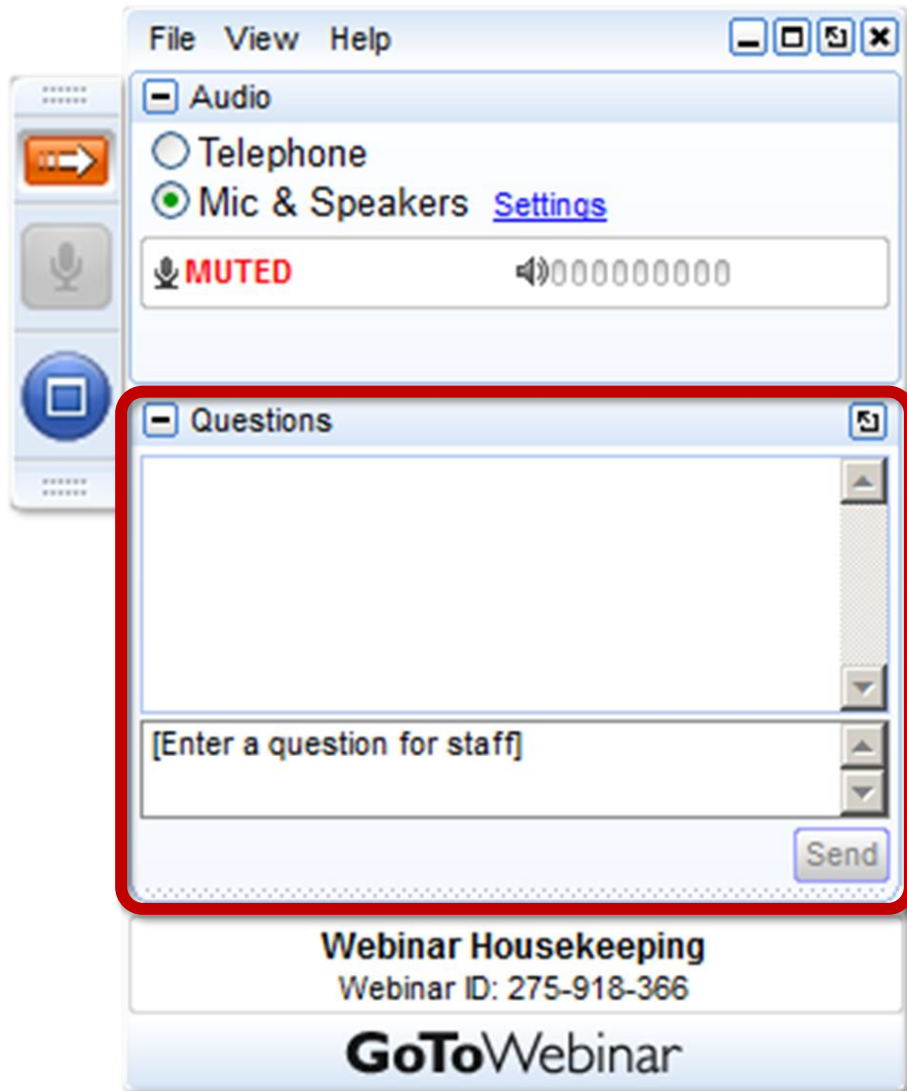 File View Help
Audio
Telephone
Mic & Speakers Settings
MUTED
Questions
[Enter a question for staff]
Send
Webinar Housekeeping
Webinar ID: 275-918-366
GoToWebinar